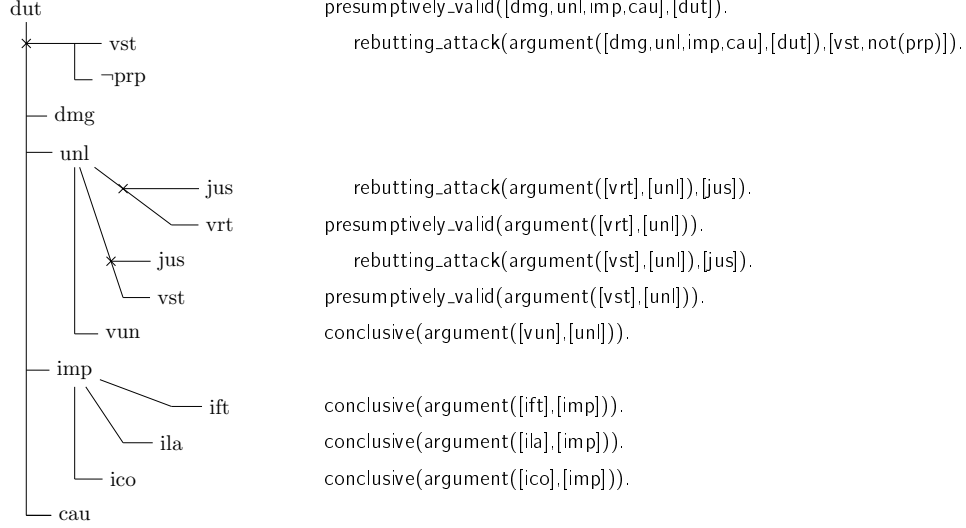 dut presumptively_valid([dmg,unl,imp,cau],[dut]).
vst rebutting_attack(argument([dmg,unl,imp,cau],[dut]),[vst,not(prp)]).
¬prp
dmg
unl
jus rebutting_attack(argument([vrt],[unl]),[jus]).
vrt presumptively_valid(argument([vrt],[unl])).
jus rebutting_attack(argument([vst],[unl]),[jus]).
vst presumptively_valid(argument([vst],[unl])).
vun conclusive(argument([vun],[unl])).
imp
ift conclusive(argument([ift],[imp])).
ila conclusive(argument([ila],[imp])).
ico conclusive(argument([ico],[imp])).
cau